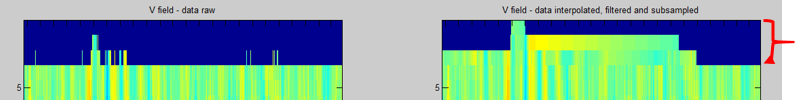 V field - data raw
V field - data interpolated, filtered and subsampled
5
5